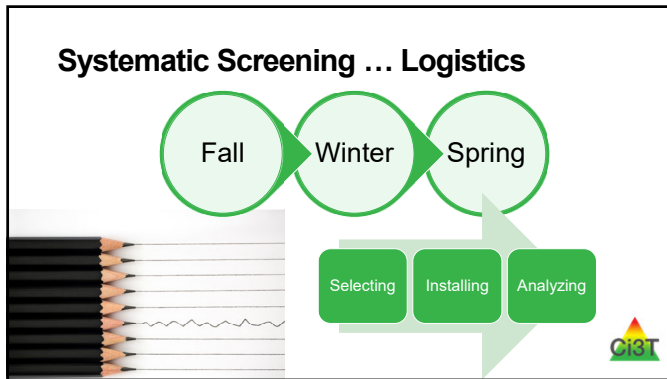 Systematic Screening … Logistics
Fall
Winter
Spring
Selecting
Installing
Analyzing
Ci3T